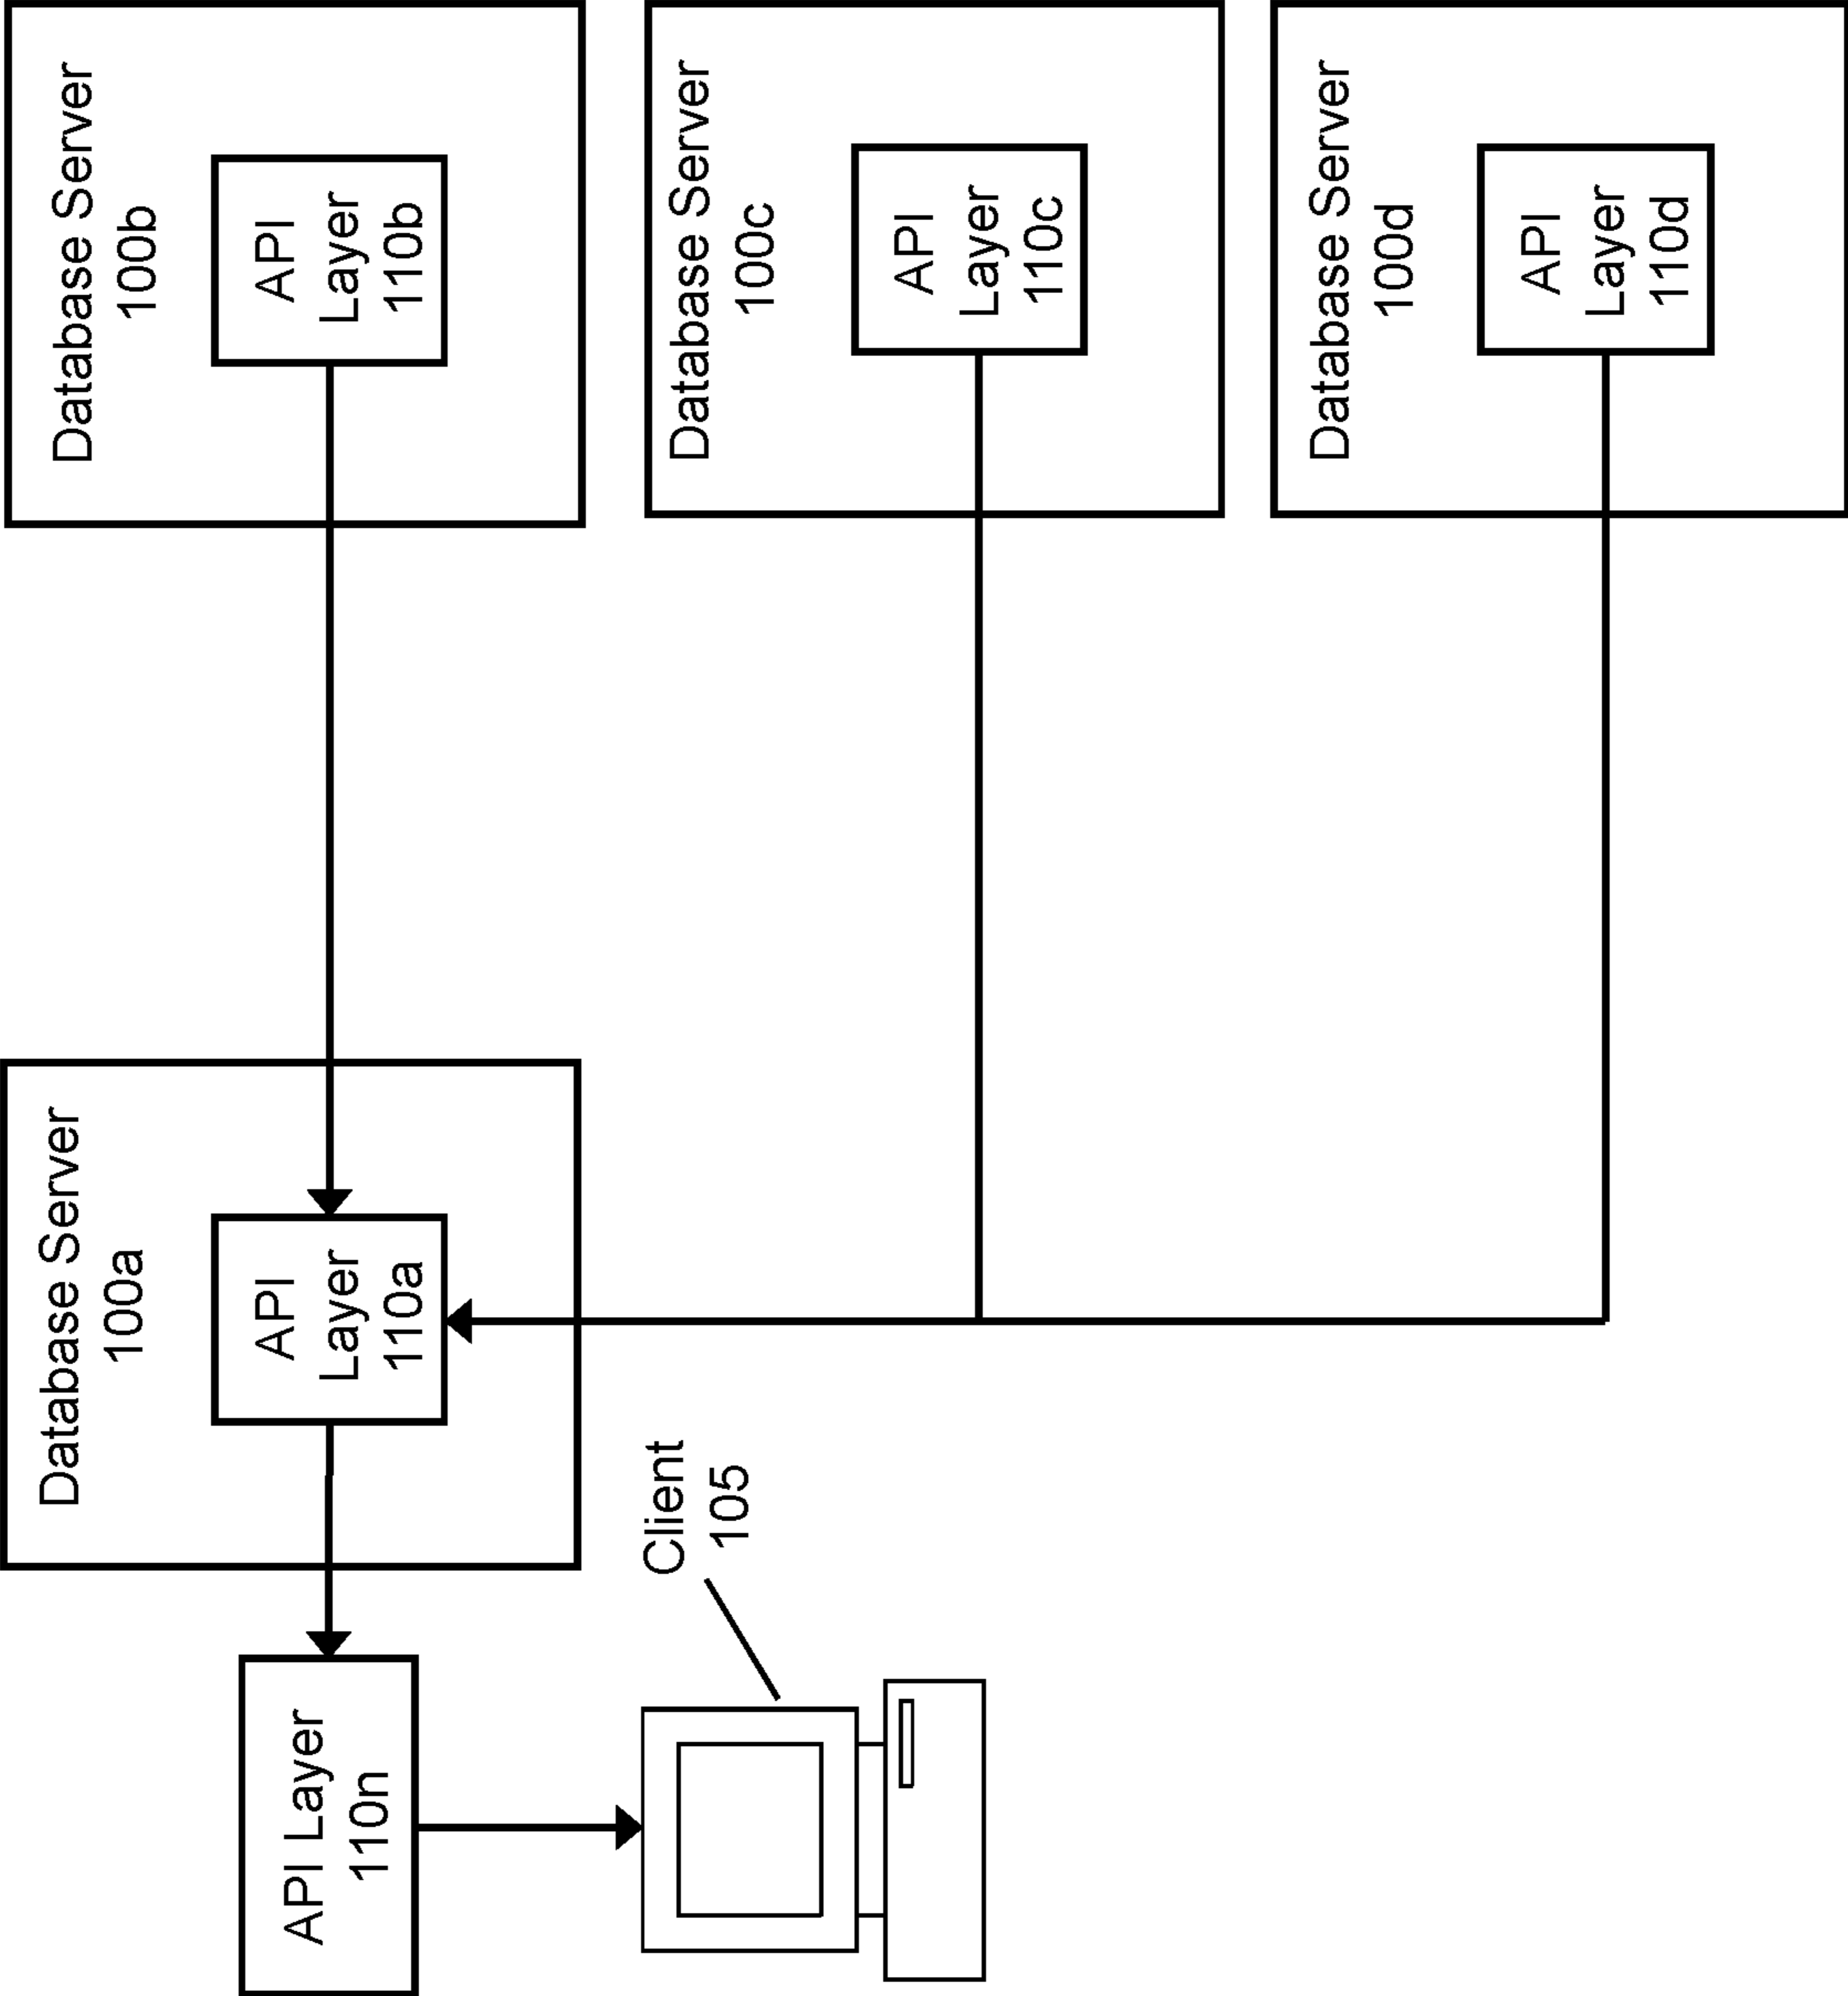 API Layer
110n
Client
105
Database Server
100a
API
Layer
110a
Database Server
100b
API
Layer
110b
Database Server
100c
API
Layer
110c
Database Server
100d
API
Layer
110d